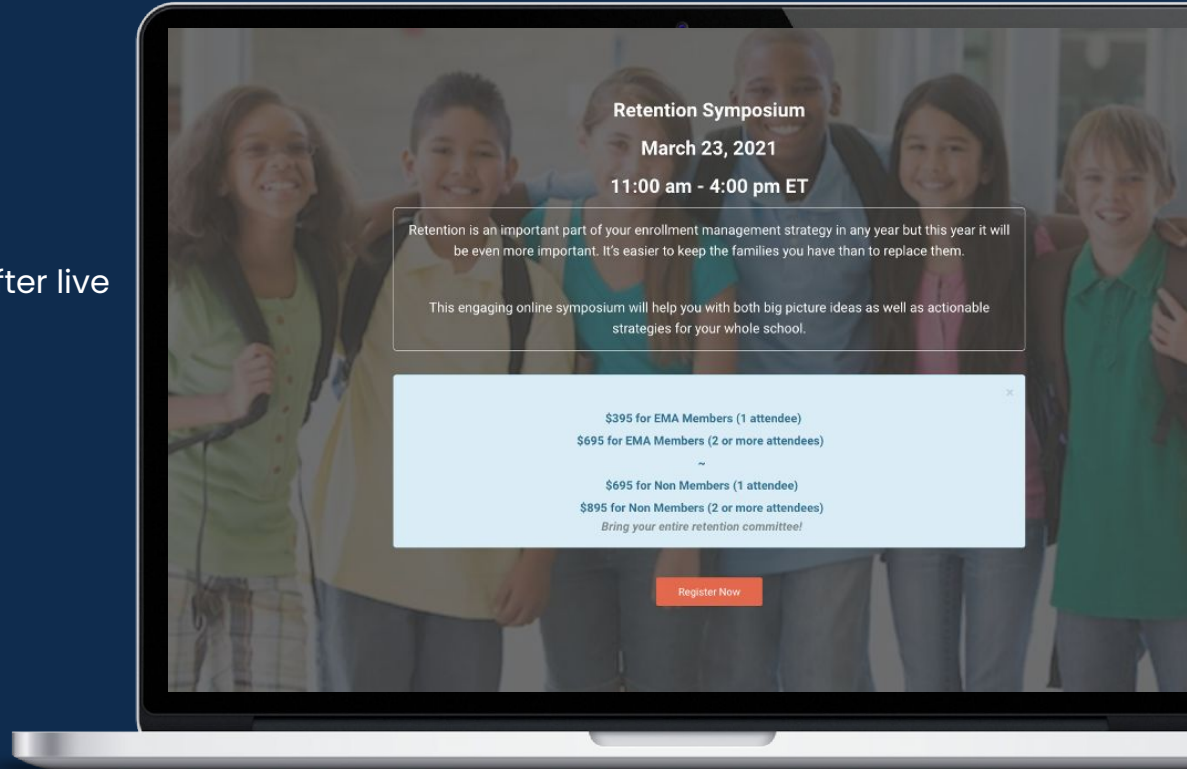 fter live
Retention Symposium
March 23, 2021
11:00 am - 4:00 pm ET
Retention is an important part of your enrollment management strategy in any year but this year it will
be even more important. It's easier to keep the families you have than to replace them.
This engaging online symposium will help you with both big picture ideas as well as actionable
strategies for your whole school.
×
$395 for EMA Members (1 attendee)
$695 for EMA Members (2 or more attendees)
~
$695 for Non Members (1 attendee)
$895 for Non Members (2 or more attendees)
Bring your entire retention committee!
Register Now